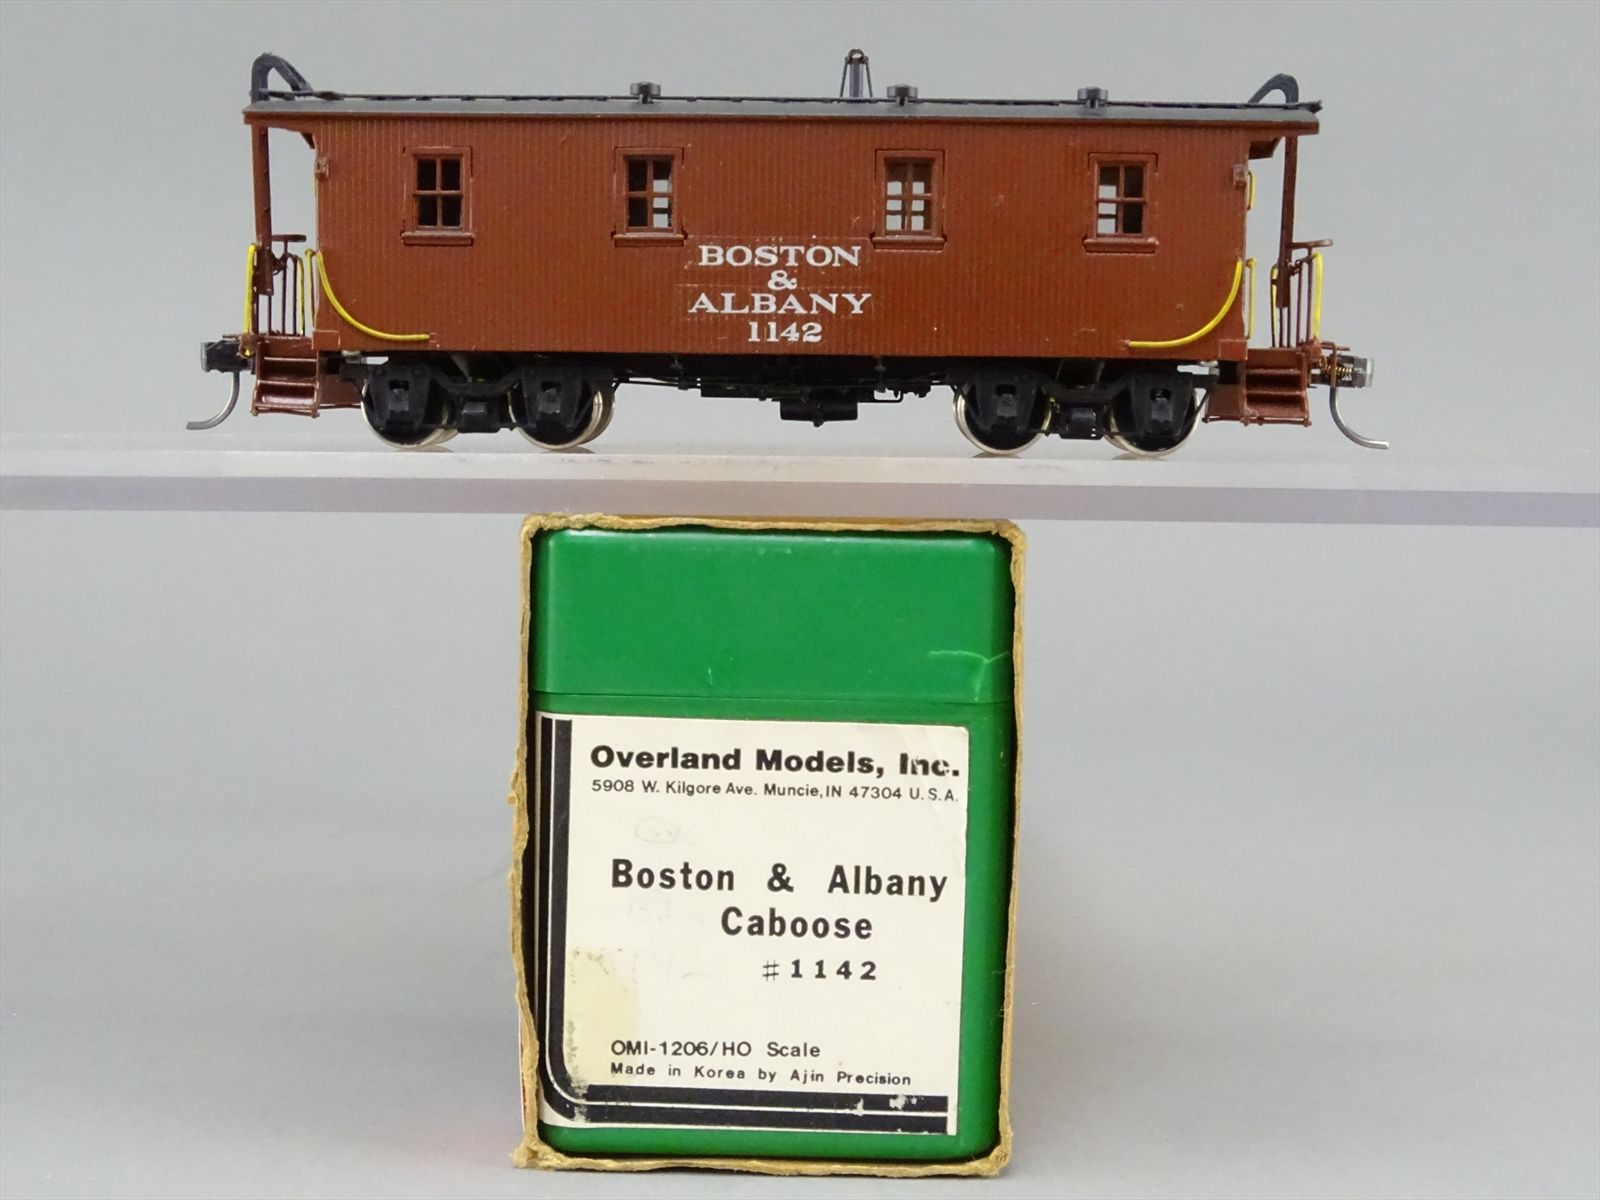 BOSTON
&
ALBANY
1142
Overland Models, Inc.
5908 W. Kilgore Ave. Muncie, IN 47304 U.S.A.
Boston & Albany
Caboose
#1142
OMI-1206/HO Scale
Made in Korea by Ajin Precision